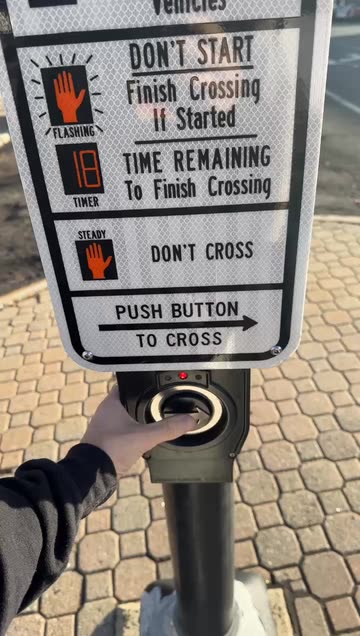 Vehicles
DON'T START
Finish Crossing
If Started
FLASHING
18
TIMER
TIME REMAINING
To Finish Crossing
STEADY
DON'T CROSS
PUSH BUTTON
TO CROSS